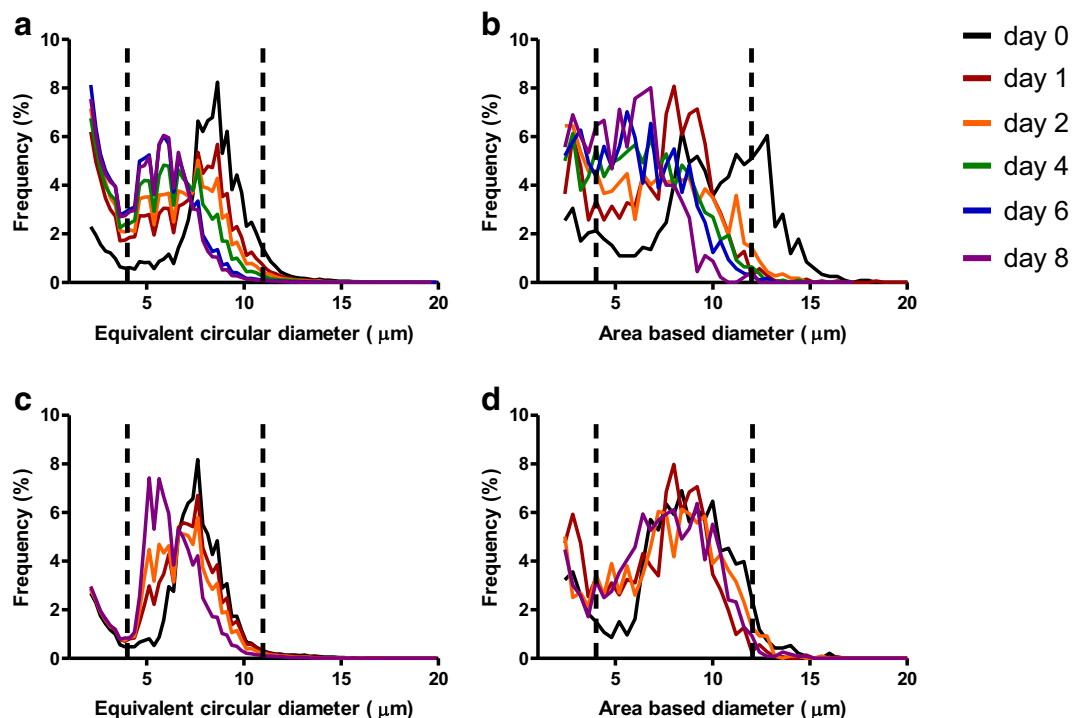 a
10
8
6
4
2
0
5
10
15
20
Frequency (%)
Equivalent circular diameter ( μm)
b
10
8
6
4
2
0
5
10
15
20
Frequency (%)
Area based diameter ( μm)
day 0
day 1
day 2
day 4
day 6
day 8
c
10
8
6
4
2
0
5
10
15
20
Frequency (%)
Equivalent circular diameter ( μm)
d
10
8
6
4
2
0
5
10
15
20
Frequency (%)
Area based diameter ( μm)